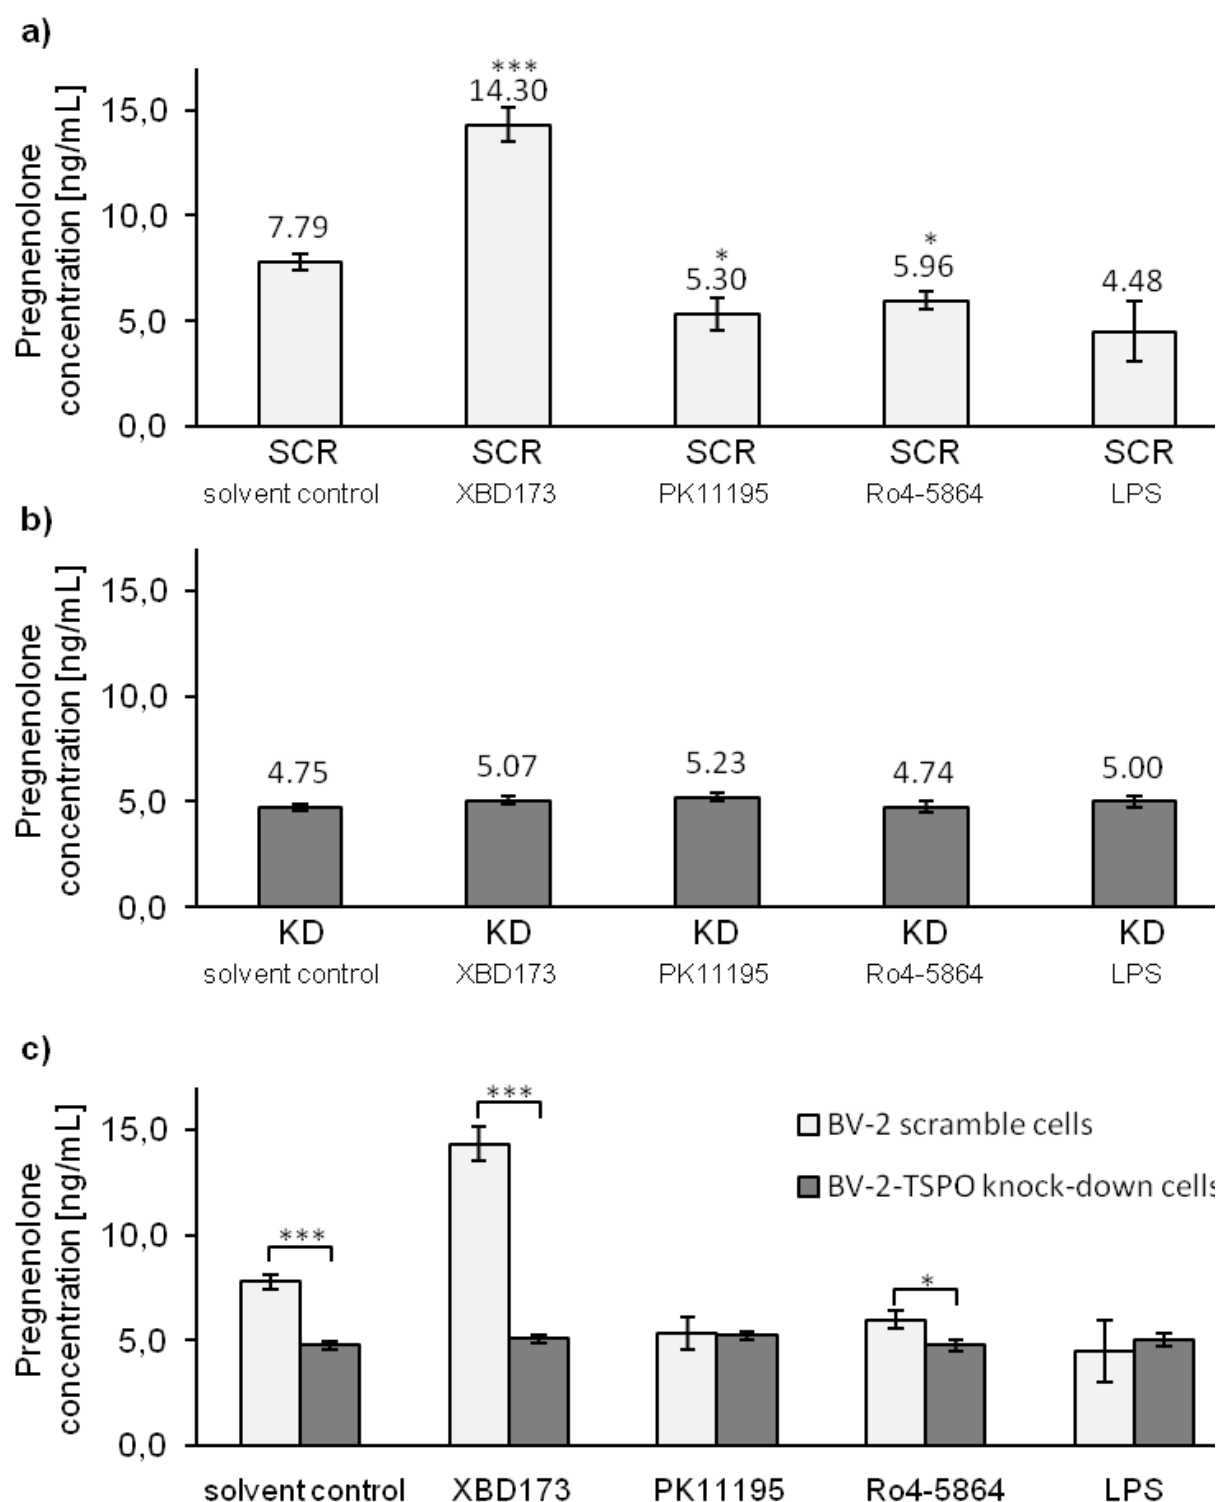 a)
Pregnenolone
concentration [ng/mL]
15,0
10,0
5,0
0,0
7.79
***
14.30
*
5.30
*
5.96
4.48
SCR SCR SCR SCR SCR
solvent control XBD173 PK11195 Ro4-5864 LPS
b)
Pregnenolone
concentration [ng/mL]
15,0
10,0
5,0
0,0
4.75 5.07 5.23 4.74 5.00
KD KD KD KD KD
solvent control XBD173 PK11195 Ro4-5864 LPS
c)
Pregnenolone
concentration [ng/mL]
15,0
10,0
5,0
0,0
***
***
*
BV-2 scramble cells
BV-2-TSPO knock-down cells
solvent control XBD173 PK11195 Ro4-5864 LPS